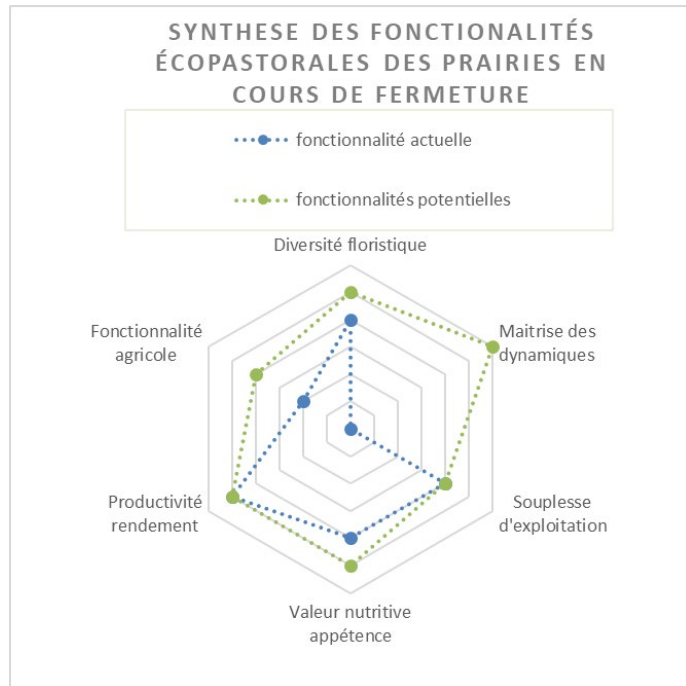 SYNTHESE DES FONCTIONALITÉS
ÉCOPASTORALES DES PRAIRIES EN
COURS DE FERMETURE
fonctionnalité actuelle
fonctionnalités potentielles
Diversité floristique
Fonctionnalité
agricole
Maitrise des
dynamiques
Productivité
rendement
Souplesse
d'exploitation
Valeur nutritive
appétence